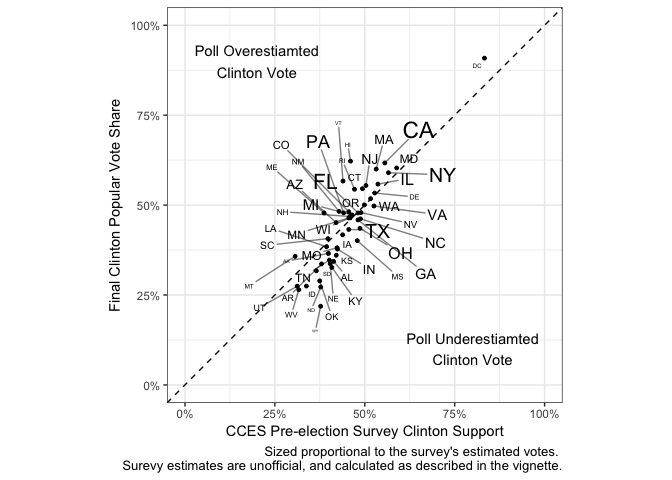 100%
75%
50%
25%
0%
0%
25%
50%
75%
100%
Final Clinton Popular Vote Share
CCES Pre-election Survey Clinton Support
Poll Overestiamted
Clinton Vote
Poll Underestiamted
Clinton Vote
DC
VT
HI
CA
MA
PA
CO
NM
RI
NJ
MD
ME
CT
IL
NY
AZ
FL
DE
MI
OR
WA
NH
VA
NV
LA
MN
WI
TX
SC
IA
NC
OH
AK
MO
KS
IN
GA
MS
MT
TN
SD
AL
UT
AR
ID
NE
KY
WV
ND
OK
WY
Sized proportional to the survey's estimated votes.
Surevy estimates are unofficial, and calculated as described in the vignette.